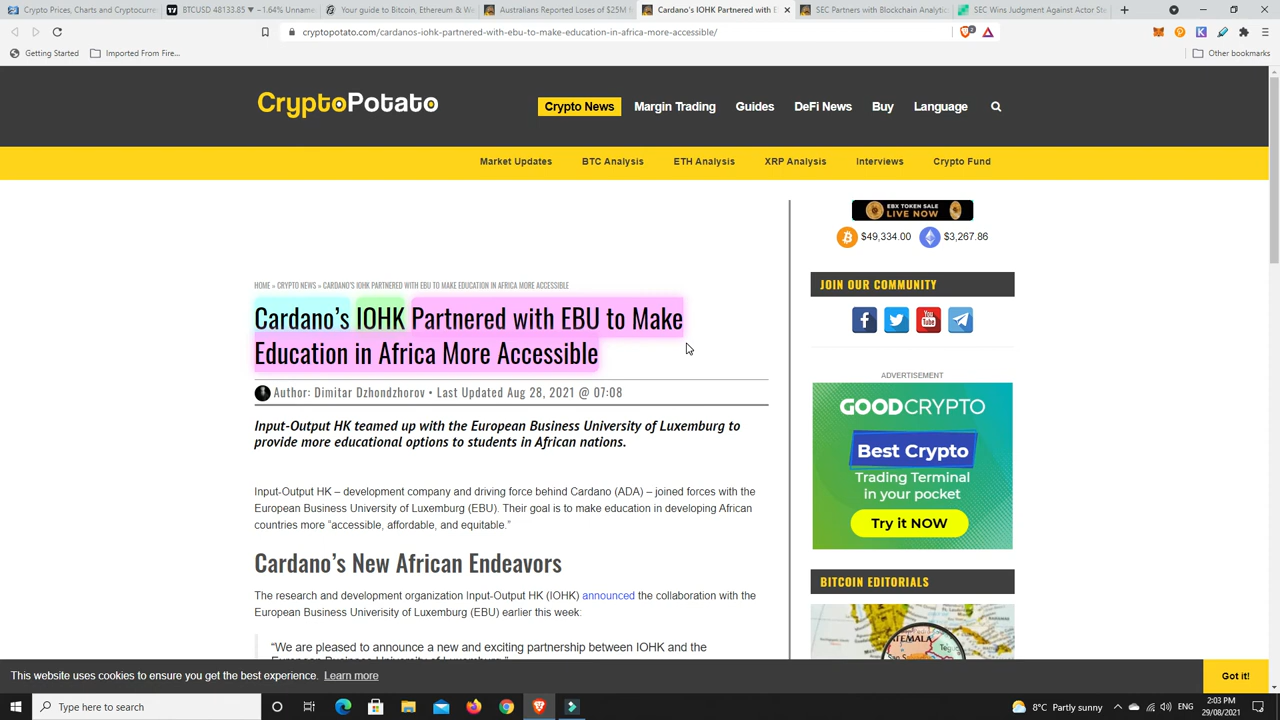 Crypto Prices, Charts and Cryptocurre
BTCUSD 48133.85 ▼ −1.64% Unname
Your guide to Bitcoin, Ethereum & We
Australians Reported Loses of $25M f
Cardano's IOHK Partnered with E
SEC Partners with Blockchain Analytic
SEC Wins Judgment Against Actor Ste
cryptopotato.com/cardanos-iohk-partnered-with-ebu-to-make-education-in-africa-more-accessible/
Getting Started
Imported From Fire...
Other bookmarks
CryptoPotato
Crypto News
Margin Trading
Guides
DeFi News
Buy
Language
Market Updates
BTC Analysis
ETH Analysis
XRP Analysis
Interviews
Crypto Fund
EBX TOKEN SALE
LIVE NOW
$49,334.00
$3,267.86
HOME » CRYPTO NEWS » CARDANO'S IOHK PARTNERED WITH EBU TO MAKE EDUCATION IN AFRICA MORE ACCESSIBLE
Cardano's IOHK Partnered with EBU to Make
Education in Africa More Accessible
Author: Dimitar Dzhondzhorov • Last Updated Aug 28, 2021 @ 07:08
Input-Output HK teamed up with the European Business University of Luxemburg to
provide more educational options to students in African nations.
Input-Output HK – development company and driving force behind Cardano (ADA) – joined forces with the
European Business University of Luxemburg (EBU). Their goal is to make education in developing African
countries more “accessible, affordable, and equitable.”
Cardano's New African Endeavors
The research and development organization Input-Output HK (IOHK) announced the collaboration with the
European Business Univerisity of Luxemburg (EBU) earlier this week:
“We are pleased to announce a new and exciting partnership between IOHK and the
JOIN OUR COMMUNITY
You
Tube
ADVERTISEMENT
GOODCRYPTO
Best Crypto
Trading Terminal
in your pocket
Try it NOW
BITCOIN EDITORIALS
This website uses cookies to ensure you get the best experience. Learn more
Got it!
Type here to search
8°C Partly sunny
ENG
2:03 PM
29/08/2021